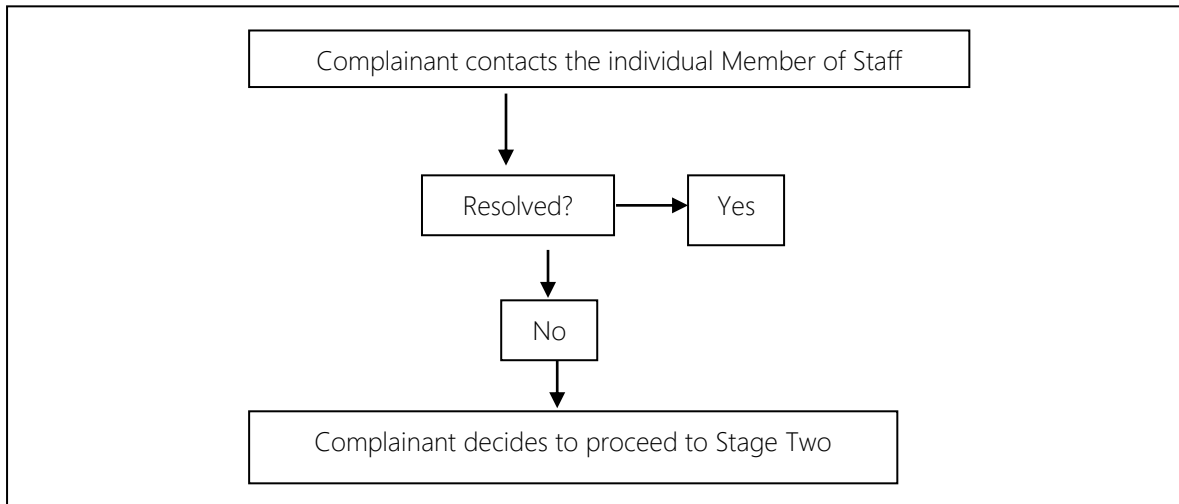 Complainant contacts the individual Member of Staff
Resolved?
Yes
No
Complainant decides to proceed to Stage Two